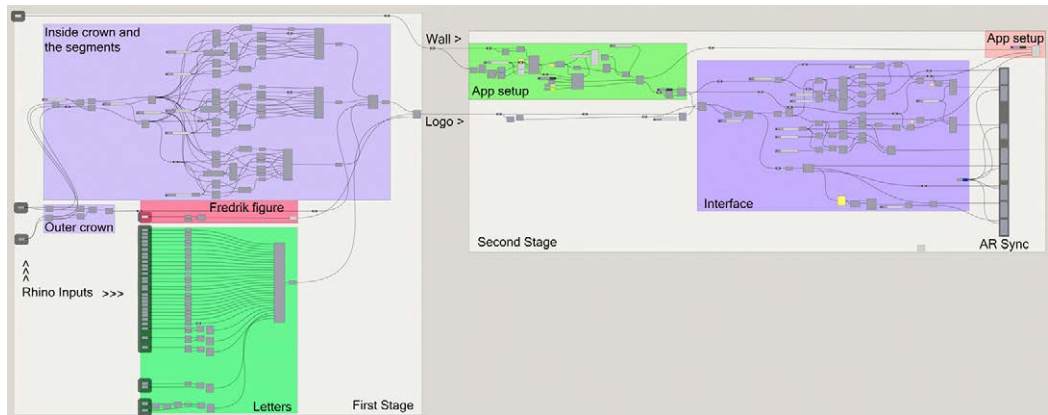 Inside crown and
the segments
Outer crown
Rhino Inputs >>>
^
^
^
Fredrik figure
Letters
First Stage
Wall >
Logo >
App setup
Second Stage
Interface
App setup
AR Sync